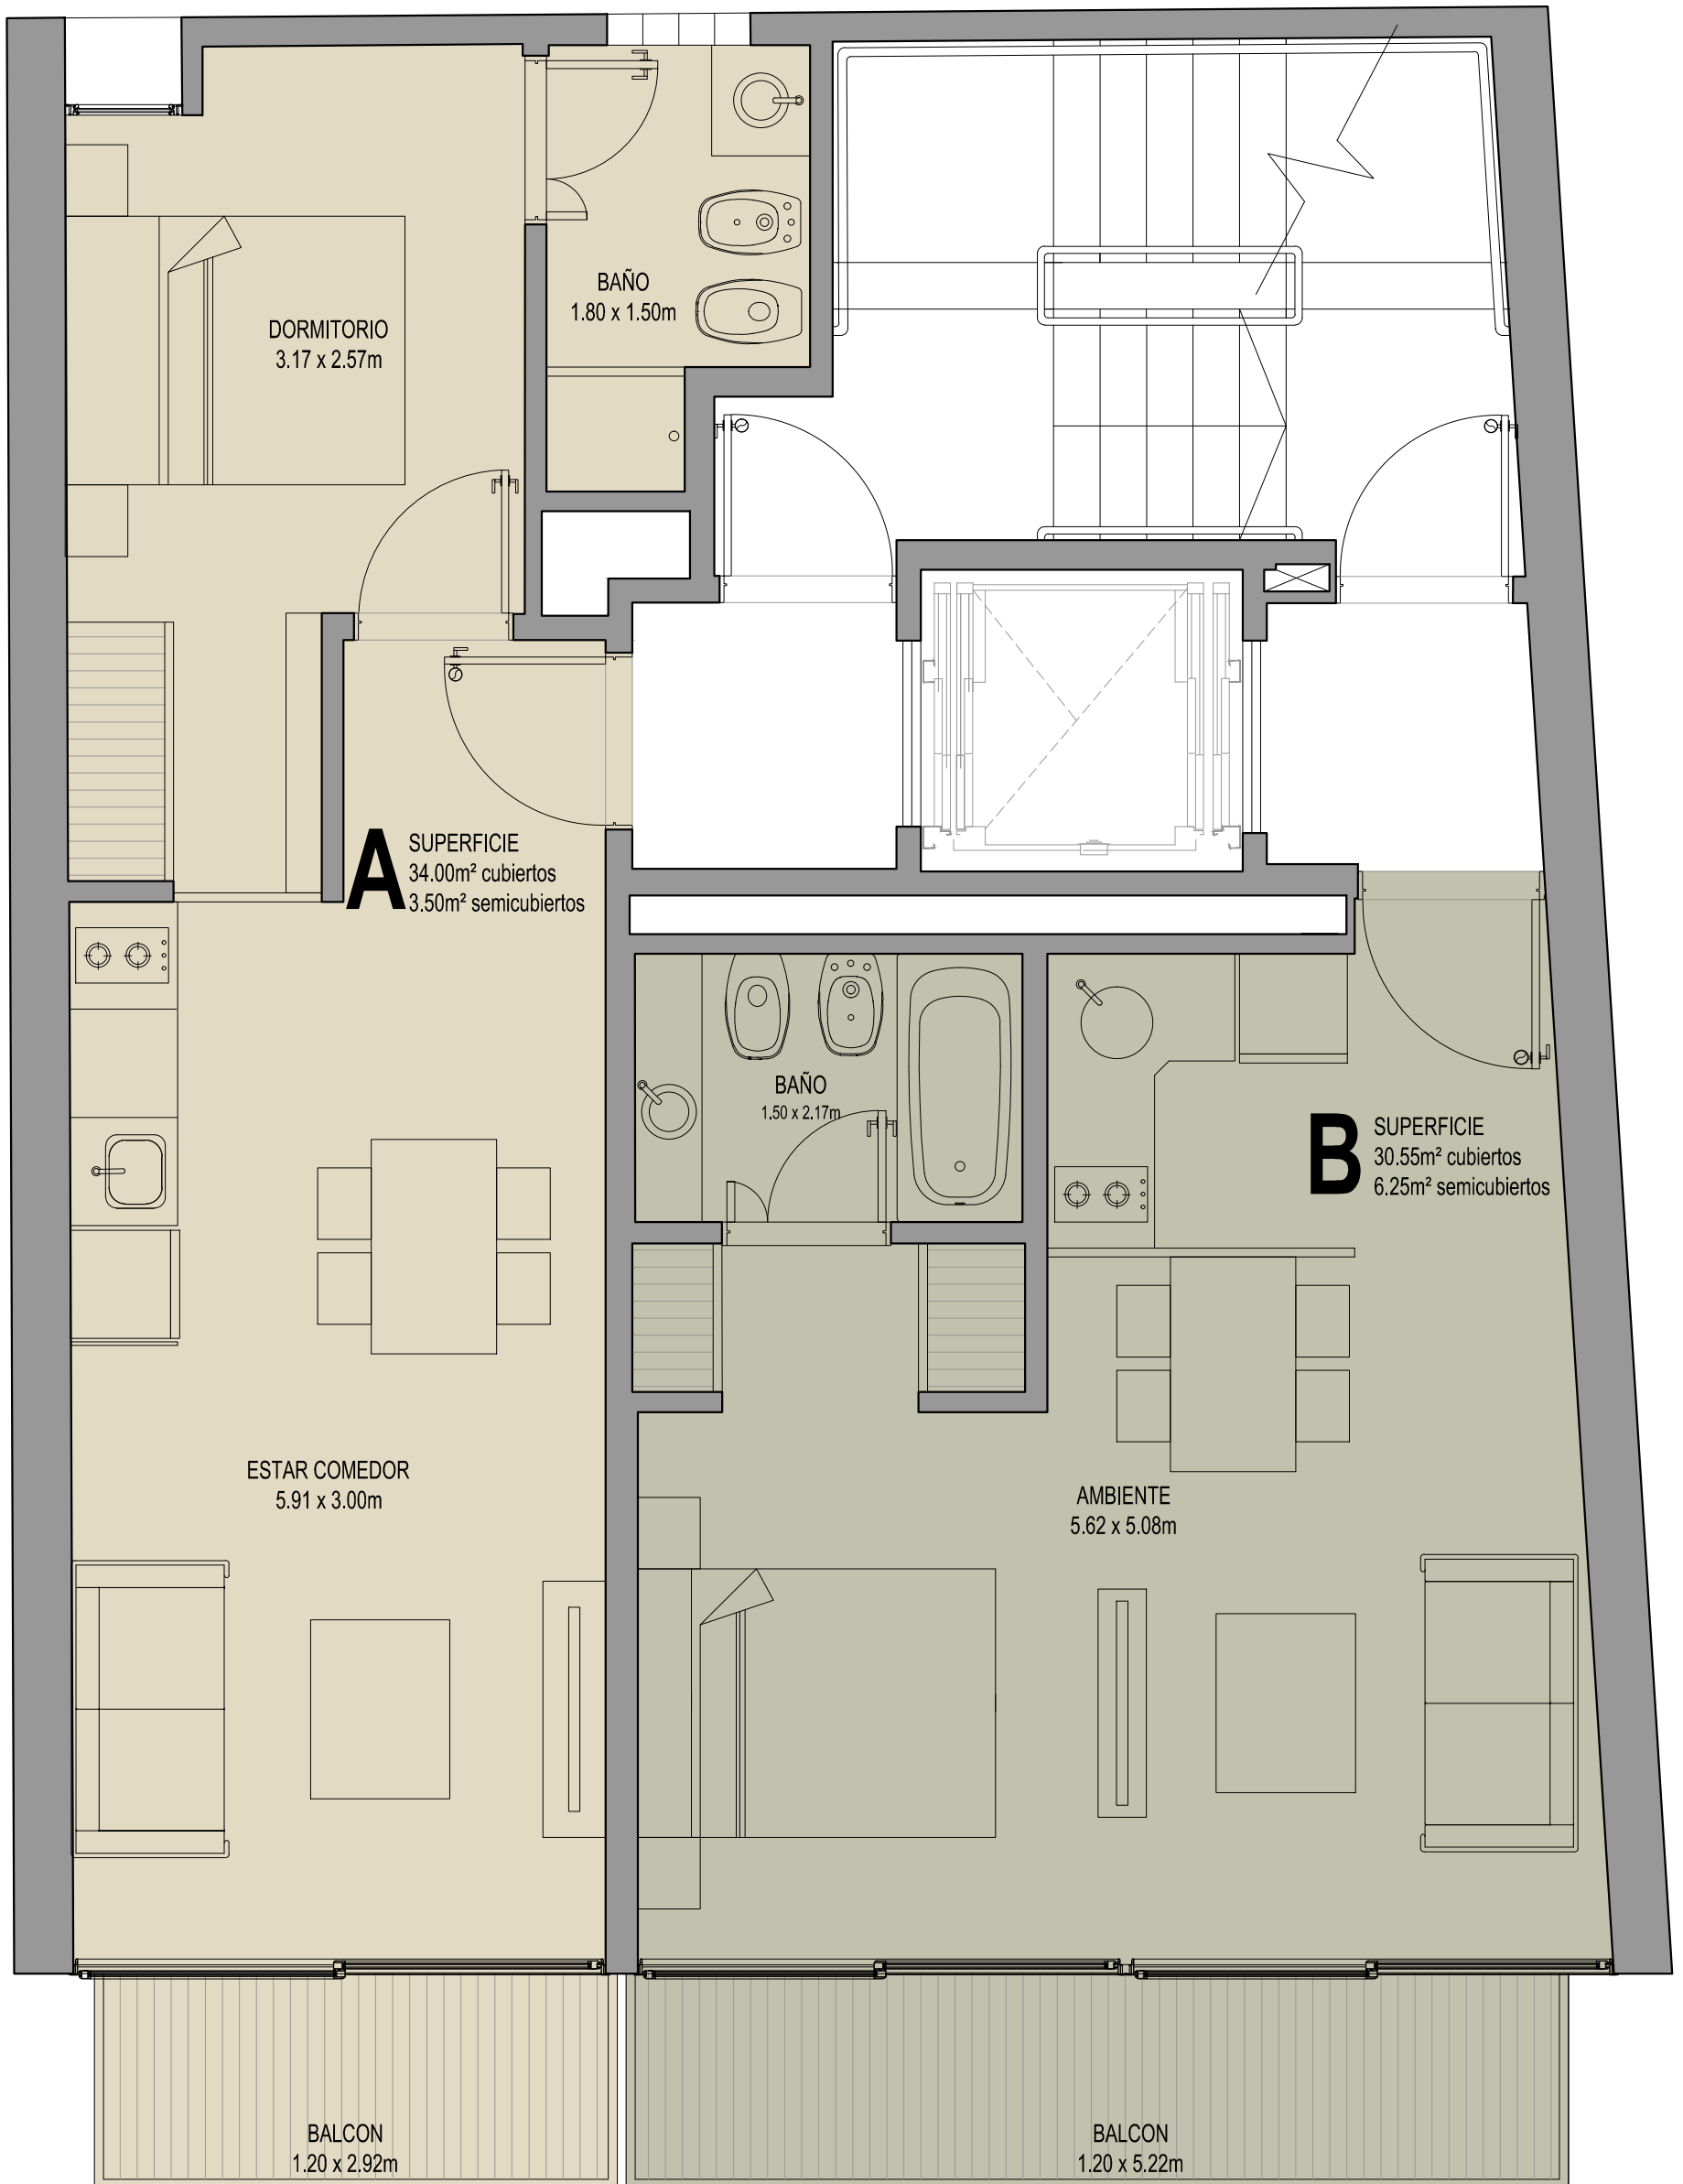 BAÑO
1.80 x 1.50m
DORMITORIO
3.17 x 2.57m
A
SUPERFICIE
34.00m² cubiertos
3.50m² semicubiertos
BAÑO
1.50 x 2.17m
B
SUPERFICIE
30.55m² cubiertos
6.25m² semicubiertos
ESTAR COMEDOR
5.91 x 3.00m
AMBIENTE
5.62 x 5.08m
BALCON
1.20 x 2.92m
BALCON
1.20 x 5.22m